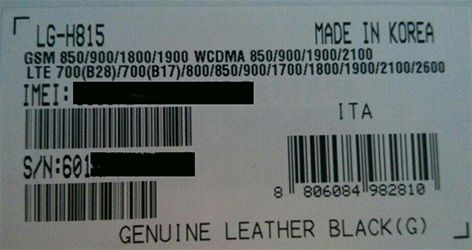 LG-H815 MADE IN KOREA
GSM 850/900/1800/1900 WCDMA 850/900/1900/2100
LTE 700(B28)/700(B17)/800/850/900/1700/1800/1900/2100/2600
IMEI:
ITA
S/N:601
8 806084 982810
GENUINE LEATHER BLACK(G)